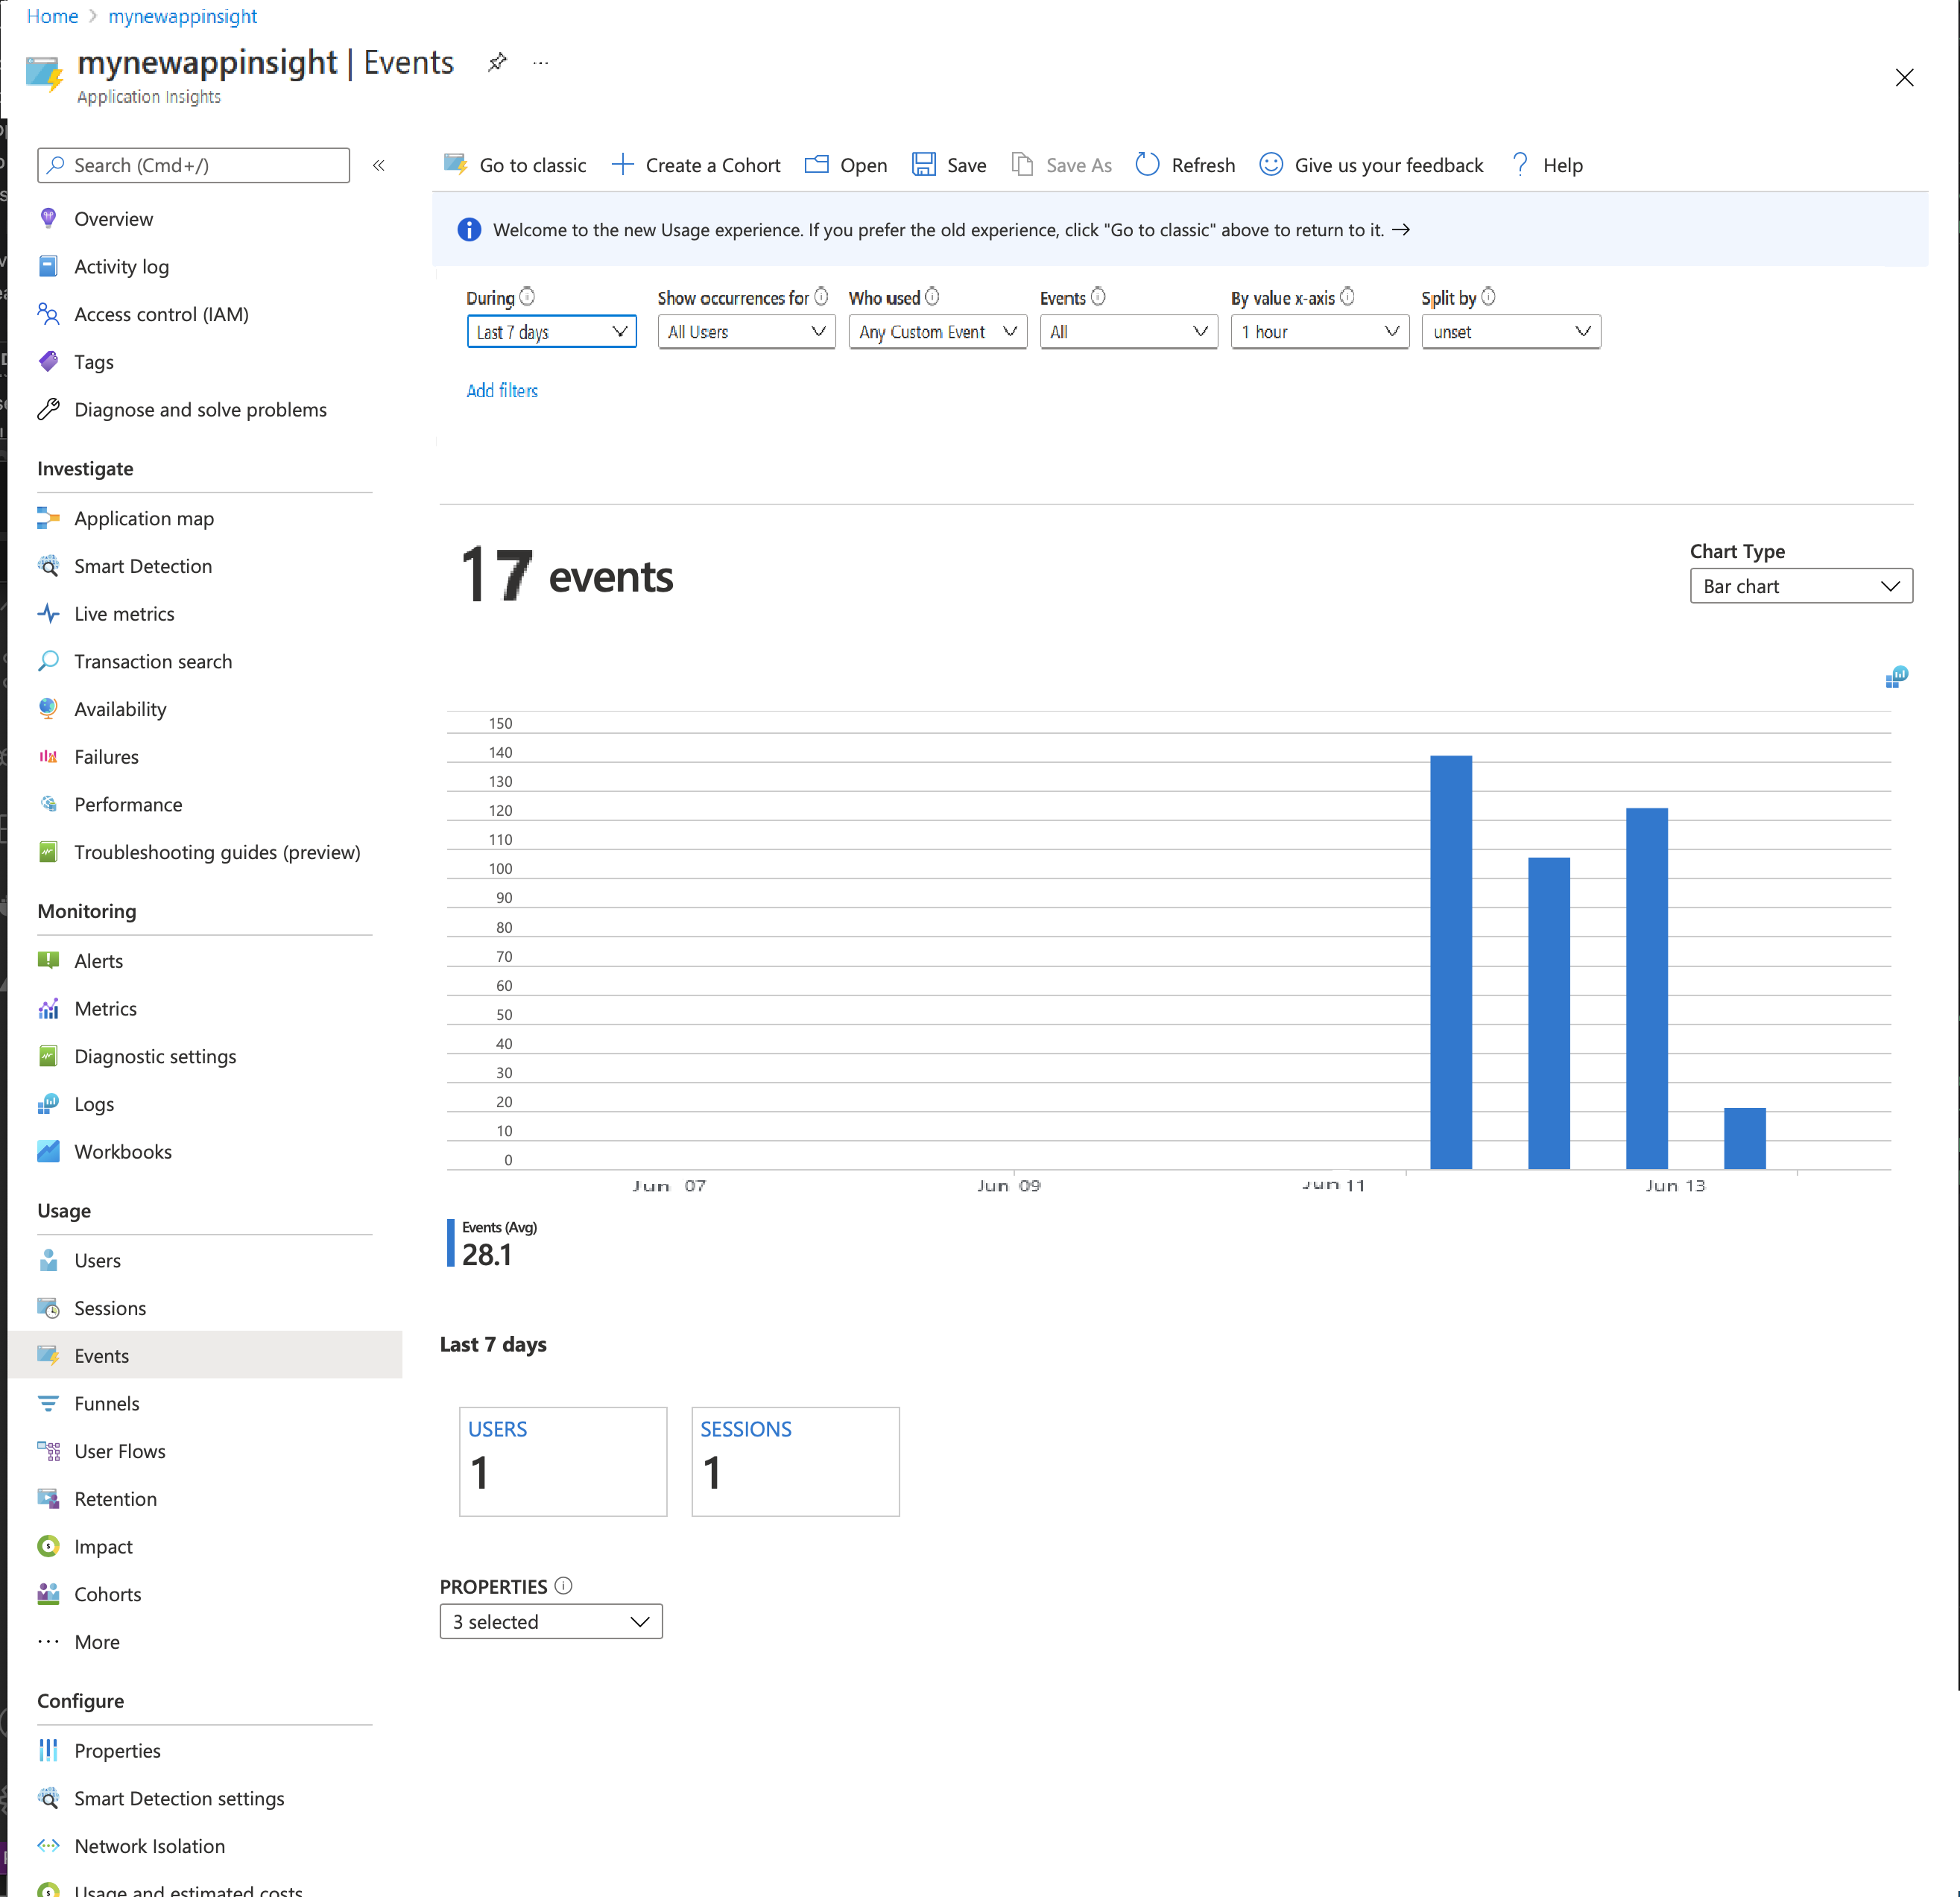 Home > mynewappinsight
mynewappinsight | Events
Application Insights
Search (Cmd+/)
Overview
Activity log
Access control (IAM)
Tags
Diagnose and solve problems
Investigate
Application map
Smart Detection
Live metrics
Transaction search
Availability
Failures
Performance
Troubleshooting guides (preview)
Monitoring
Alerts
Metrics
Diagnostic settings
Logs
Workbooks
Usage
Users
Sessions
Events
Funnels
User Flows
Retention
Impact
Cohorts
More
Configure
Properties
Smart Detection settings
Network Isolation
Usage and estimated costs
Go to classic Create a Cohort Open Save Save As Refresh Give us your feedback Help
Welcome to the new Usage experience. If you prefer the old experience, click "Go to classic" above to return to it. →
During Show occurrences for Who used Events By value x-axis Split by
Last 7 days All Users Any Custom Event All 1 hour unset
Add filters
17 events
Chart Type
Bar chart
150
140
130
120
110
100
90
80
70
60
50
40
30
20
10
0
Jun 07 Jun 09 Jun 11 Jun 13
Events (Avg)
28.1
Last 7 days
USERS
1
SESSIONS
1
PROPERTIES
3 selected